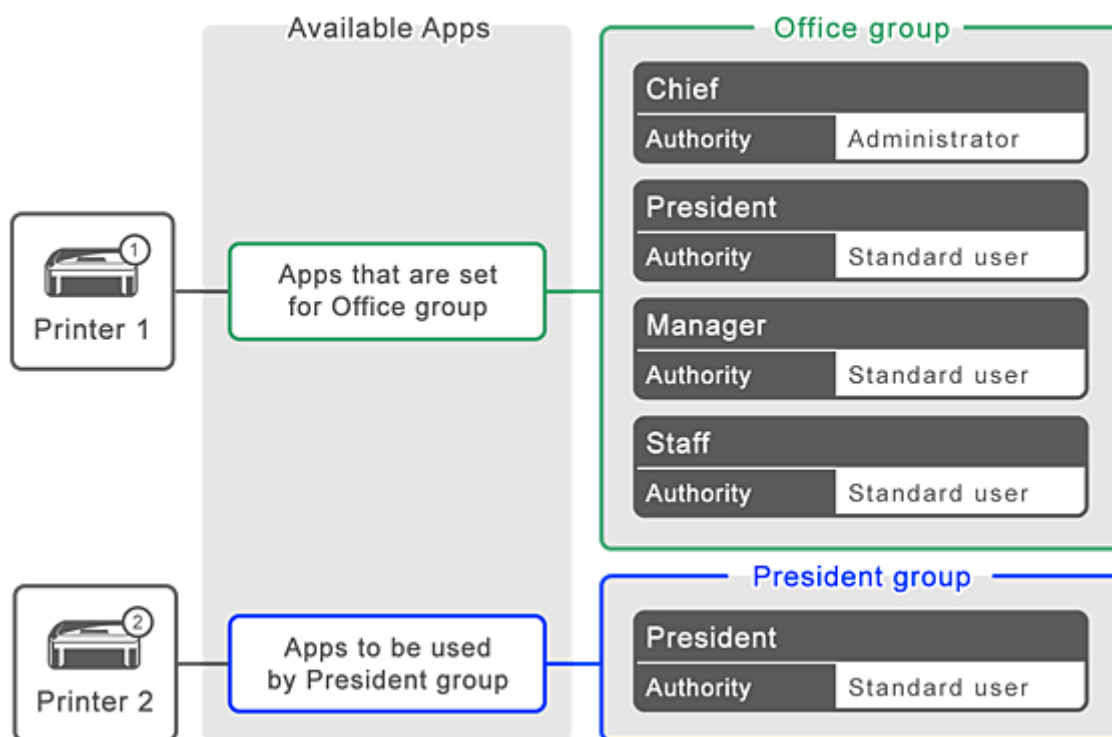 Available Apps
Office group
Chief
Authority Administrator
President
Authority Standard user
Manager
Authority Standard user
Staff
Authority Standard user
1
Printer 1
Apps that are set
for Office group
President group
2
Printer 2
Apps to be used
by President group
President
Authority Standard user